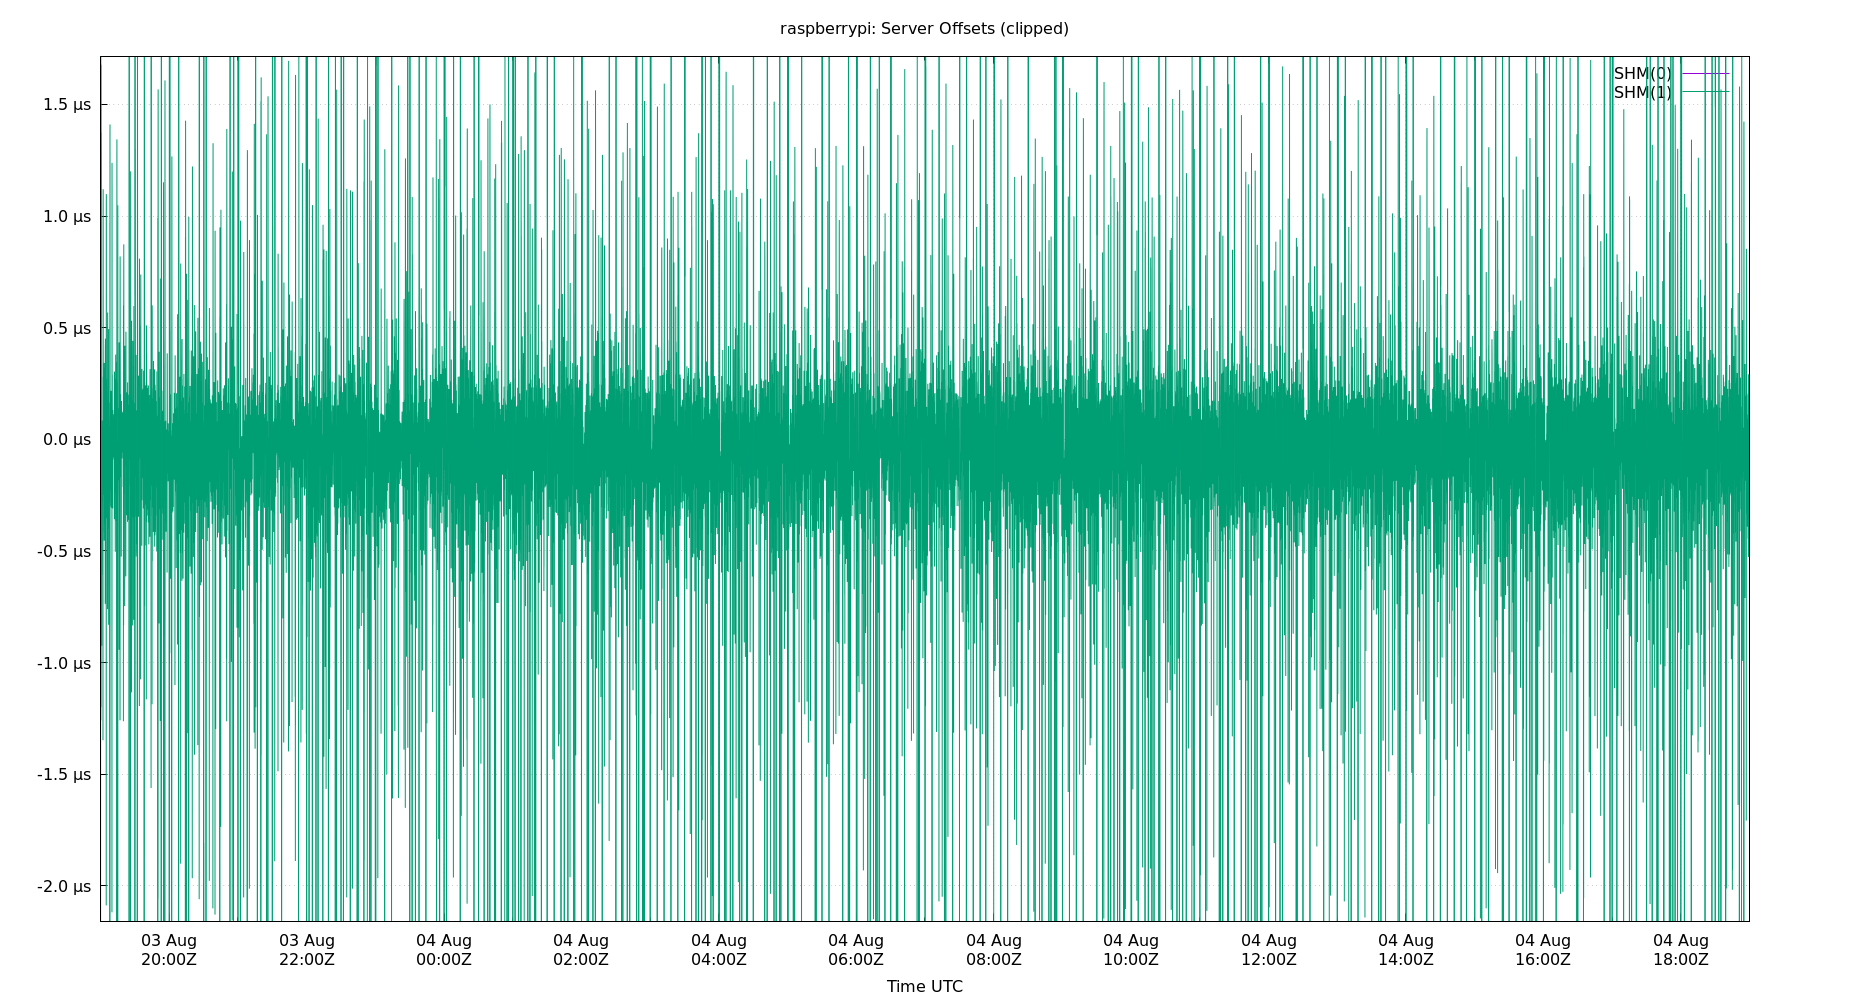 raspberrypi: Server Offsets (clipped)
SHM(0)
SHM(1)
1.5 µs
1.0 µs
0.5 µs
0.0 µs
-0.5 µs
-1.0 µs
-1.5 µs
-2.0 µs
03 Aug 03 Aug 04 Aug 04 Aug 04 Aug 04 Aug 04 Aug 04 Aug 04 Aug 04 Aug 04 Aug 04 Aug
20:00Z 22:00Z 00:00Z 02:00Z 04:00Z 06:00Z 08:00Z 10:00Z 12:00Z 14:00Z 16:00Z 18:00Z
Time UTC